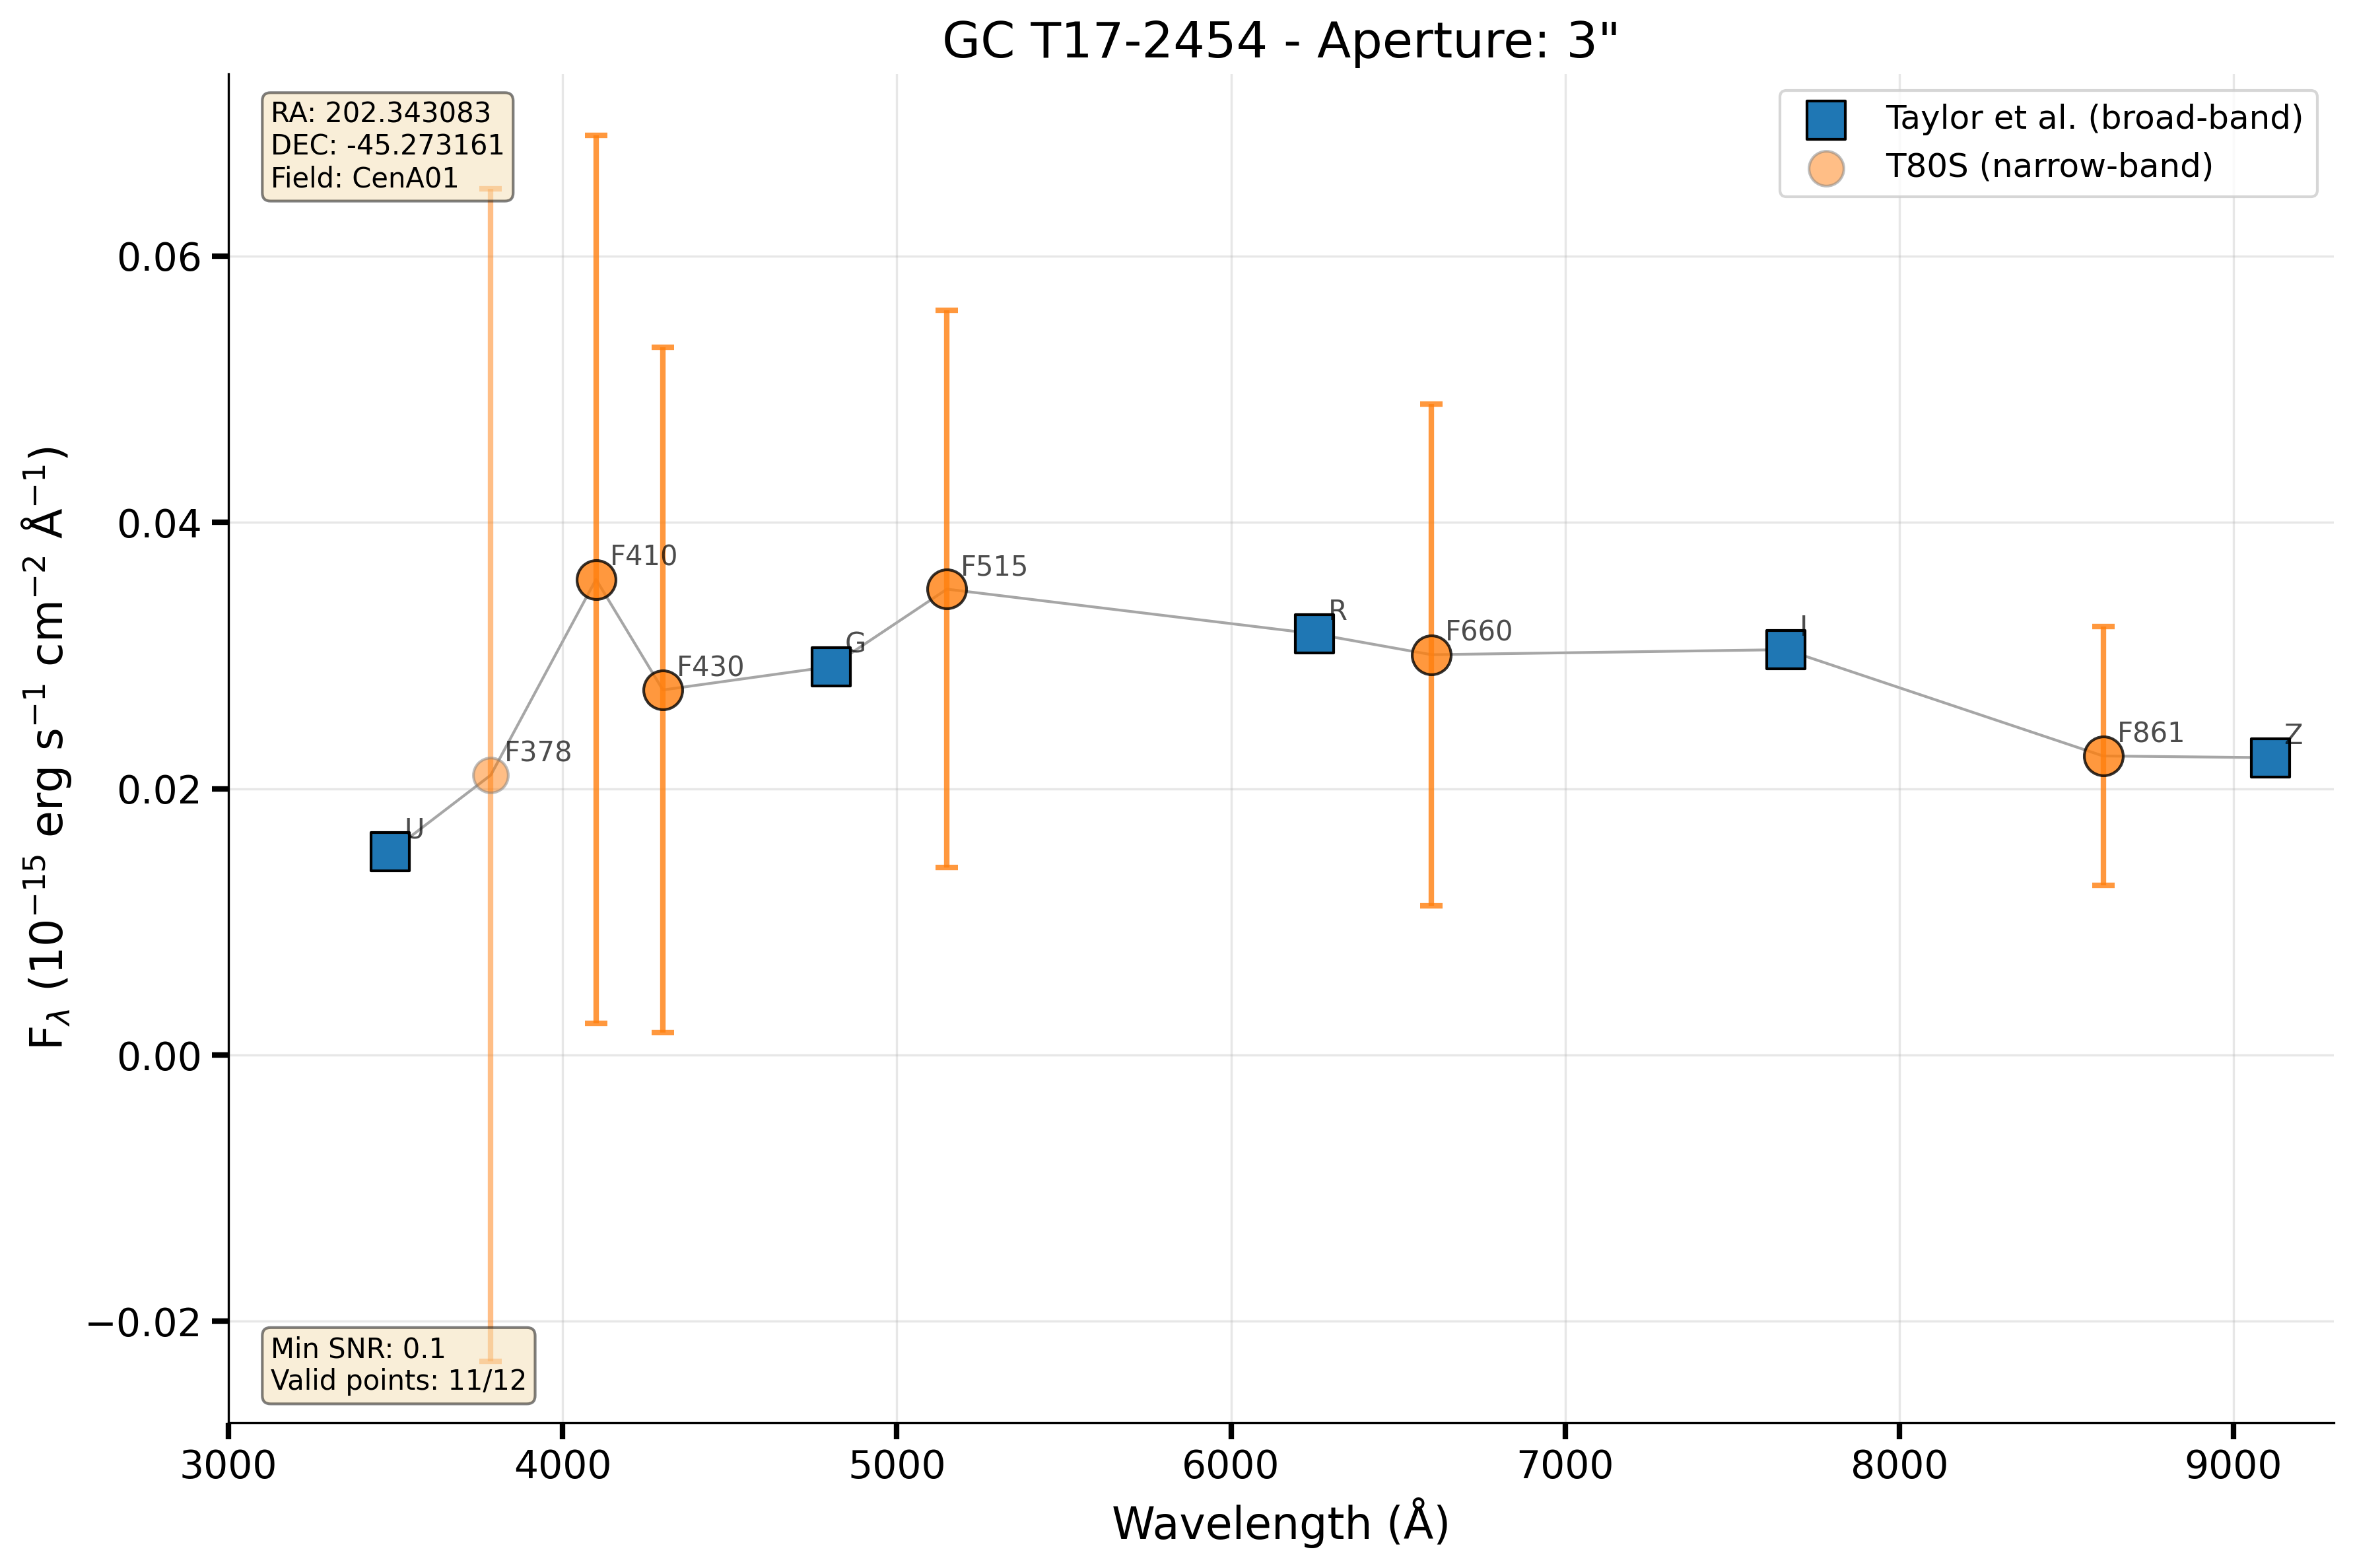 GC T17-2454 - Aperture: 3"
RA: 202.343083
DEC: -45.273161
Field: CenA01
Taylor et al. (broad-band)
T80S (narrow-band)
F_λ (10⁻¹⁵ erg s⁻¹ cm⁻² Å⁻¹)
0.06
0.04
0.02
0.00
−0.02
U
F378
F410
F430
G
F515
R
F660
I
F861
Z
Min SNR: 0.1
Valid points: 11/12
3000
4000
5000
6000
7000
8000
9000
Wavelength (Å)